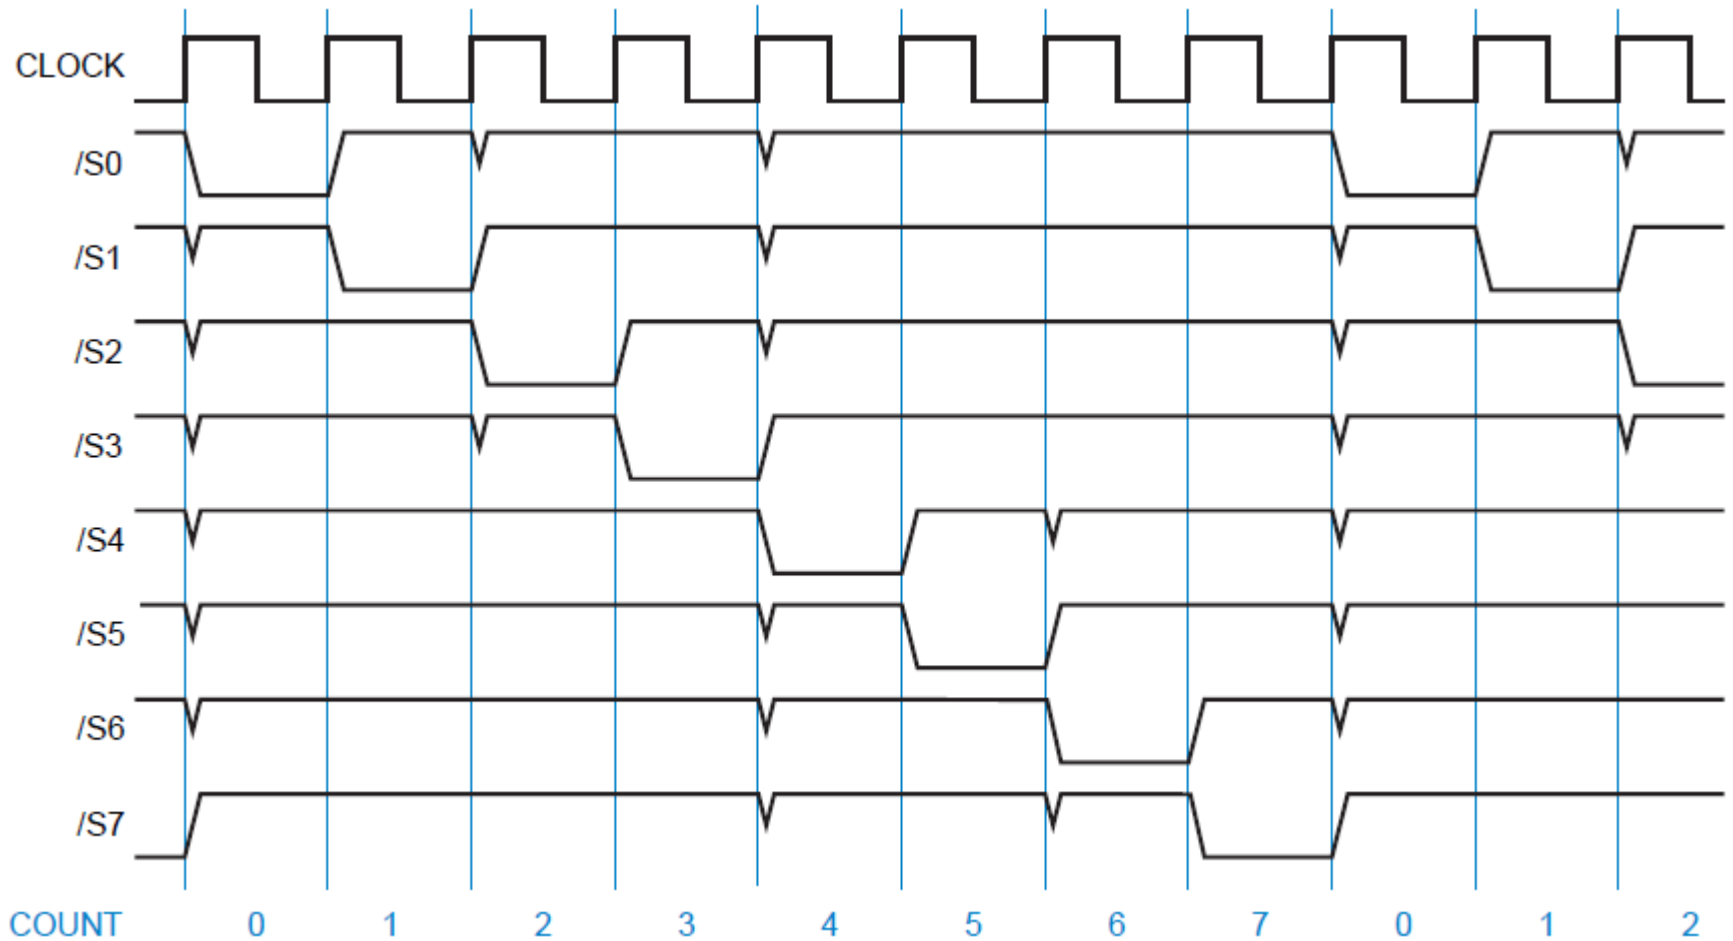 CLOCK
/S0
/S1
/S2
/S3
/S4
/S5
/S6
/S7
COUNT 0 1 2 3 4 5 6 7 0 1 2